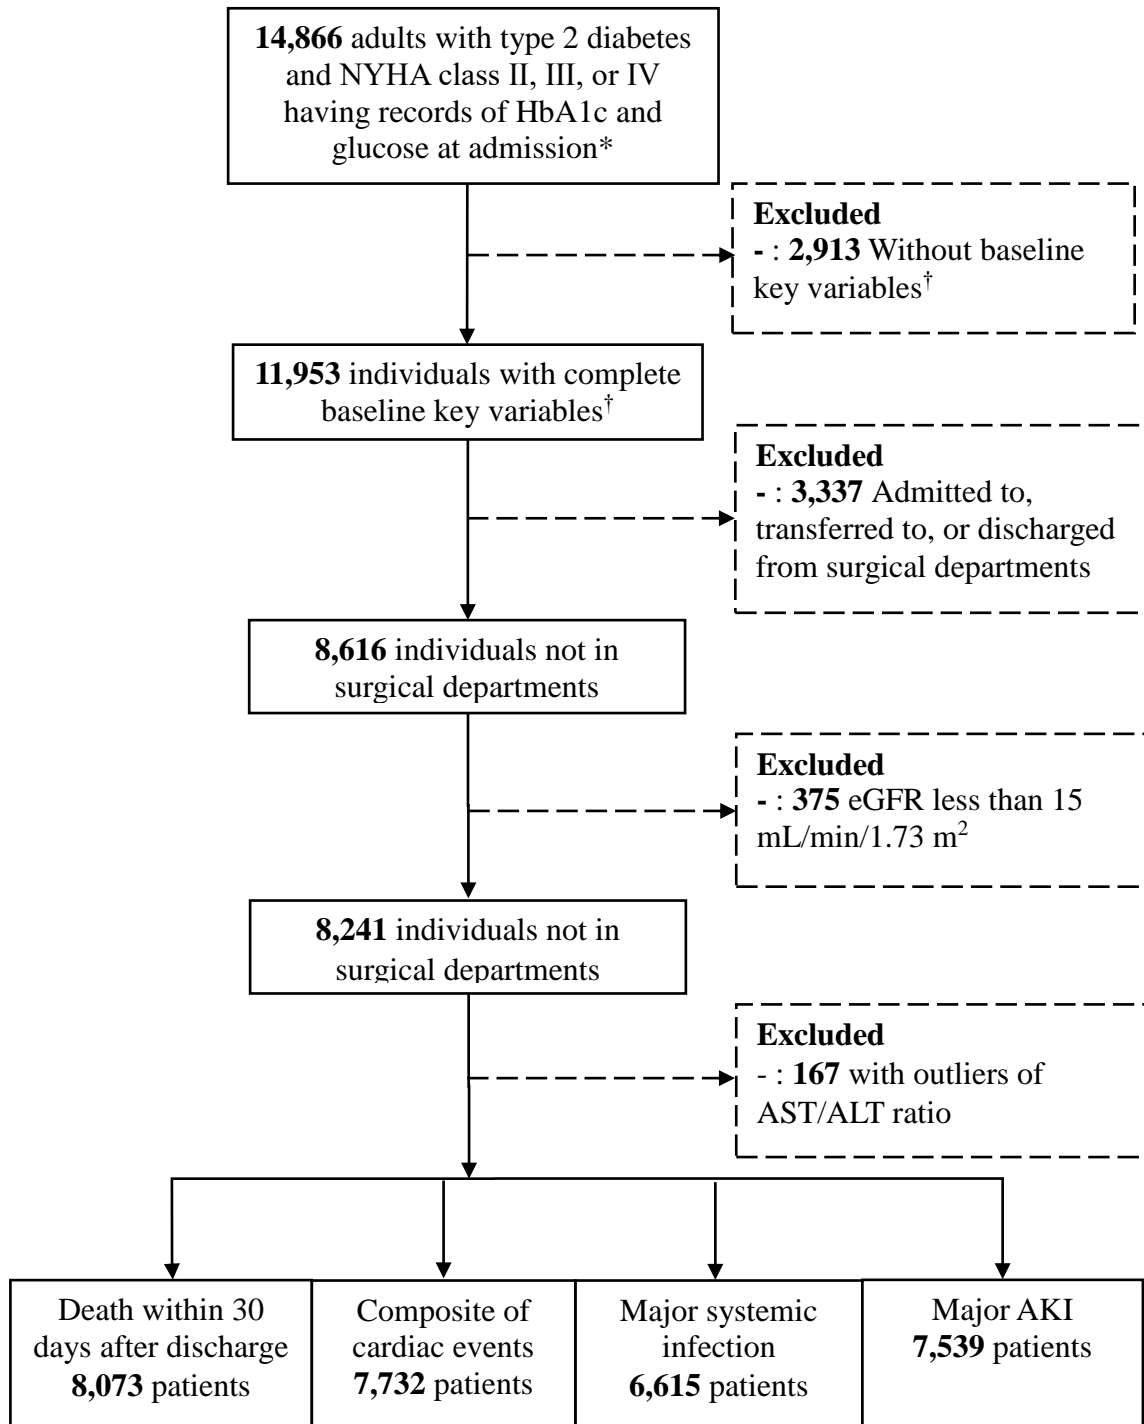 14,866 adults with type 2 diabetes
and NYHA class II, III, or IV
having records of HbA1c and
glucose at admission*
Excluded
- : 2,913 Without baseline
key variables†
11,953 individuals with complete
baseline key variables†
Excluded
- : 3,337 Admitted to,
transferred to, or discharged
from surgical departments
8,616 individuals not in
surgical departments
Excluded
- : 375 eGFR less than 15
mL/min/1.73 m²
8,241 individuals not in
surgical departments
Excluded
- : 167 with outliers of
AST/ALT ratio
Death within 30
days after discharge
8,073 patients
Composite of
cardiac events
7,732 patients
Major systemic
infection
6,615 patients
Major AKI
7,539 patients